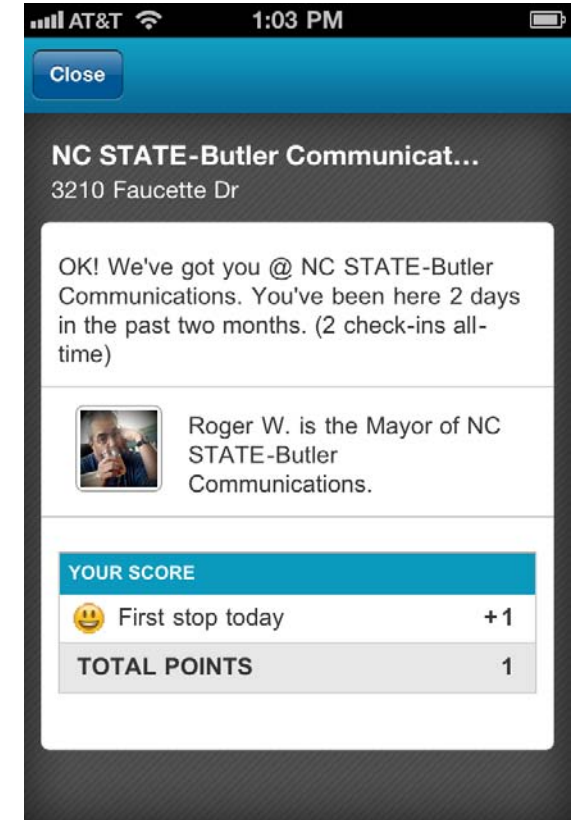 AT&T 1:03 PM
Close
NC STATE-Butler Communicat...
3210 Faucette Dr
OK! We've got you @ NC STATE-Butler
Communications. You've been here 2 days
in the past two months. (2 check-ins all-
time)
Roger W. is the Mayor of NC
STATE-Butler
Communications.
YOUR SCORE
First stop today +1
TOTAL POINTS 1